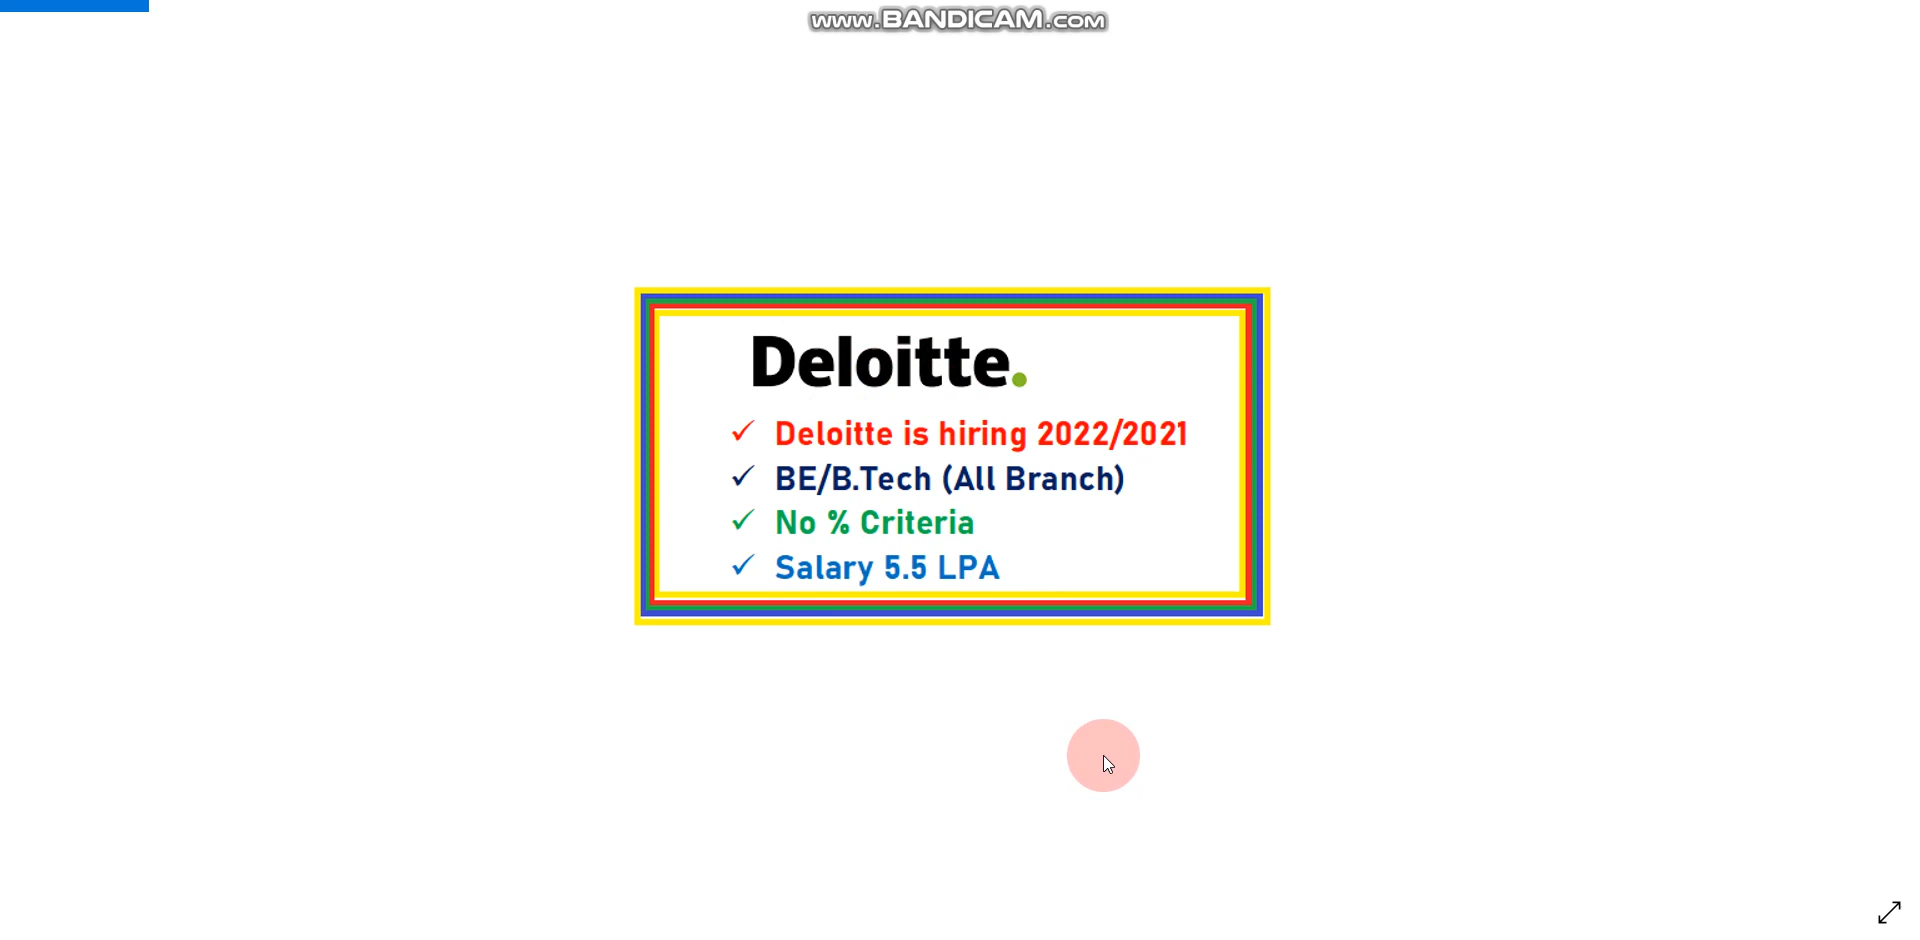 www.BANDICAM.com
Deloitte.
✓ Deloitte is hiring 2022/2021
✓ BE/B.Tech (All Branch)
✓ No % Criteria
✓ Salary 5.5 LPA